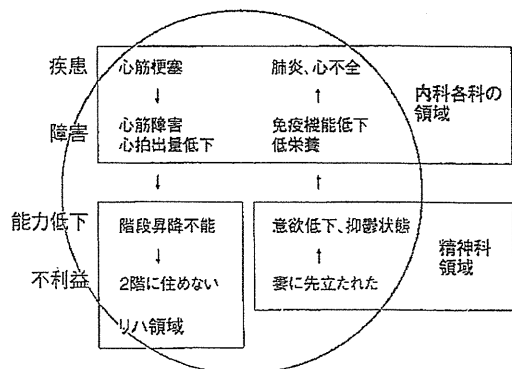 疾患 心筋梗塞 肺炎、心不全
↓ ↑
内科各科の
領域
障害 心筋障害 免疫機能低下
心拍出量低下 低栄養
↓ ↑
能力低下 階段昇降不能 意欲低下、抑鬱状態
↓ ↑
精神科
領域
不利益 2階に住めない 妻に先立たれた
リハ領域